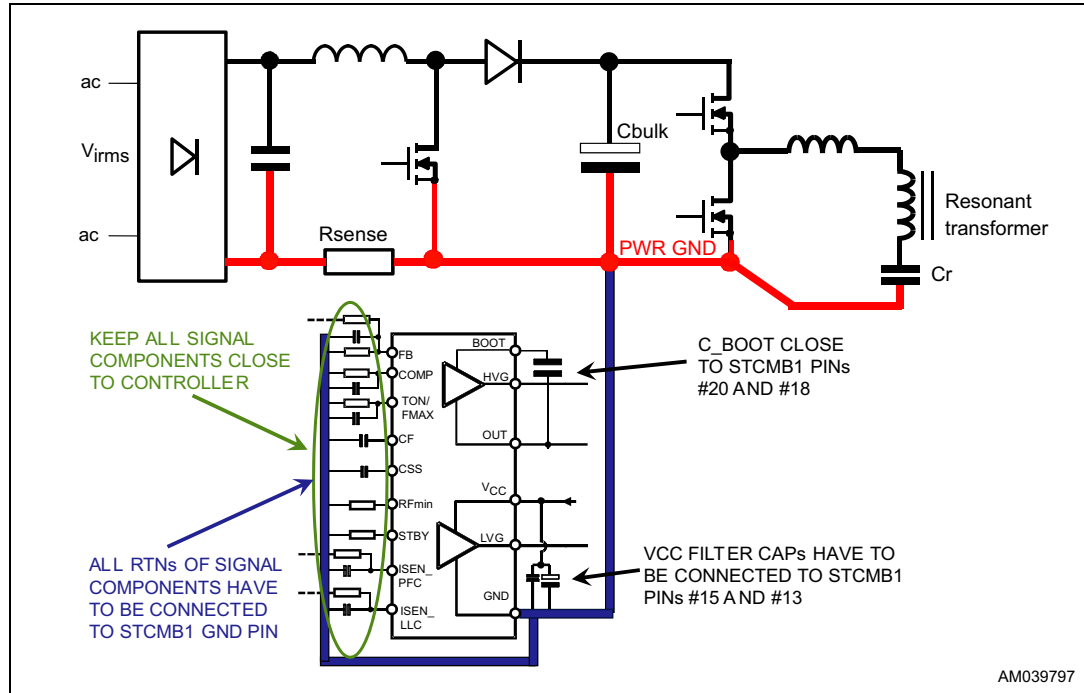 ac
Virms
ac
Rsense
Cbulk
PWR GND
Resonant
transformer
Cr
KEEP ALL SIGNAL
COMPONENTS CLOSE
TO CONTROLLER
ALL RTNs OF SIGNAL
COMPONENTS HAVE
TO BE CONNECTED
TO STCMB1 GND PIN
FB
COMP
TON/
FMAX
CF
CSS
RFmin
STBY
ISEN_
PFC
ISEN_
LLC
BOOT
HVG
OUT
VCC
LVG
GND
C_BOOT CLOSE
TO STCMB1 PINs
#20 AND #18
VCC FILTER CAPs HAVE TO
BE CONNECTED TO STCMB1
PINs #15 AND #13
AM039797